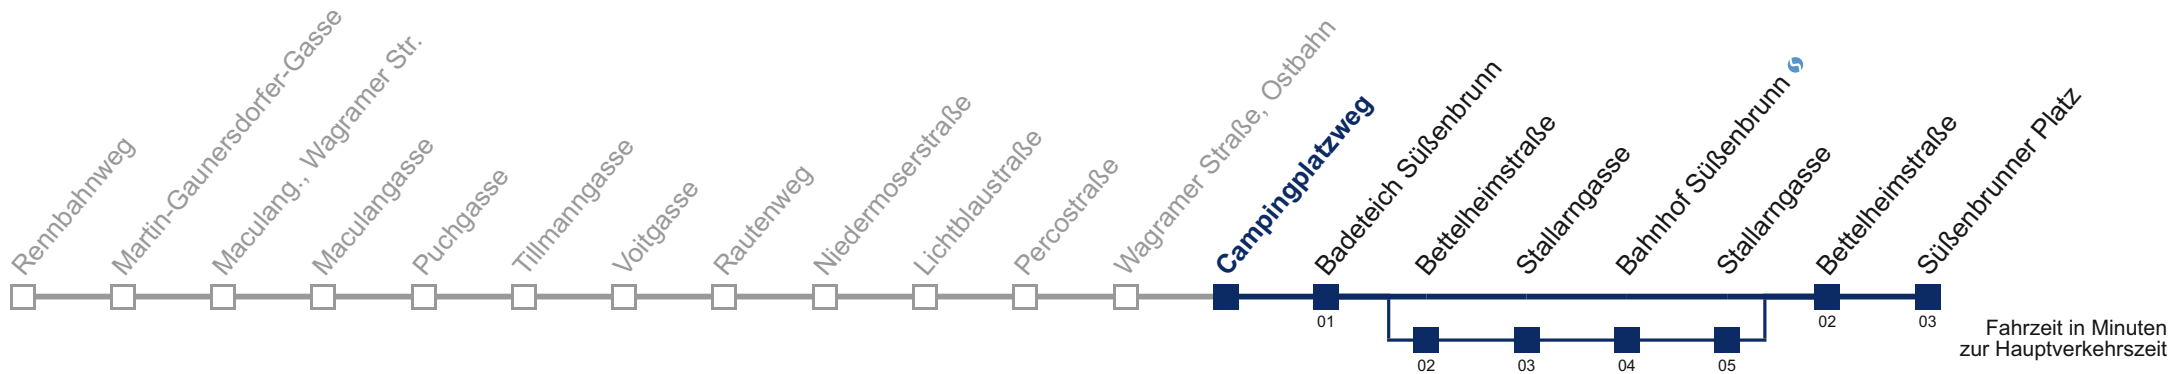 Rennbahnweg
Martin-Gaunersdorfer-Gasse
Maculang., Wagramer Str.
Maculangasse
Puchgasse
Tillmanngasse
Voitgasse
Rautenweg
Niedermoserstraße
Lichtblaustraße
Percostraße
Wagramer Straße, Ostbahn
Campingplatzweg
Badeteich Süßenbrunn
Bettelheimstraße
Stallarngasse
Bahnhof Süßenbrunn
Stallarngasse
Bettelheimstraße
Süßenbrunner Platz
01
02
03
02
03
04
05
Fahrzeit in Minuten
zur Hauptverkehrszeit